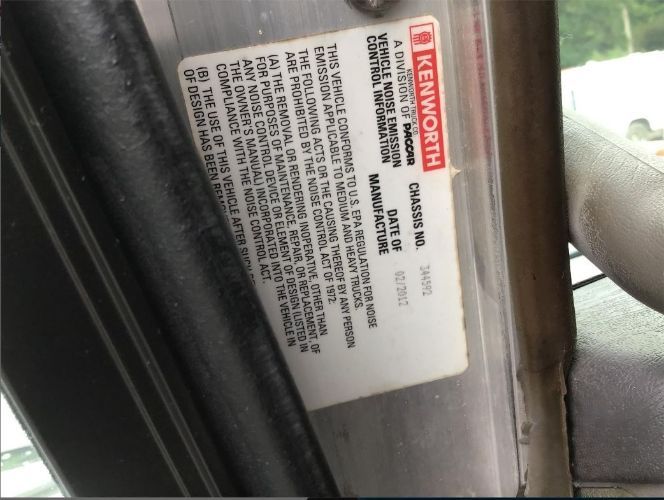 KENWORTH
KENWORTH TRUCK CO.
A DIVISION OF PACCAR
VEHICLE NOISE EMISSION
CONTROL INFORMATION
CHASSIS NO. 344592
DATE OF
MANUFACTURE 02/2012
THIS VEHICLE CONFORMS TO U.S. EPA REGULATION FOR NOISE
EMISSION APPLICABLE TO MEDIUM AND HEAVY TRUCKS.
THE FOLLOWING ACTS OR THE CAUSING THEREOF BY ANY PERSON
ARE PROHIBITED BY THE NOISE CONTROL ACT OF 1972:
(A) THE REMOVAL OR RENDERING INOPERATIVE, OTHER THAN
FOR PURPOSES OF MAINTENANCE, REPAIR, OR REPLACEMENT, OF
ANY NOISE CONTROL DEVICE OR ELEMENT OF DESIGN (LISTED IN
THE OWNER'S MANUAL) INCORPORATED INTO THE VEHICLE IN
COMPLIANCE WITH THE NOISE CONTROL ACT.
(B) THE USE OF THIS VEHICLE AFTER SUCH
OF DESIGN HAS BEEN